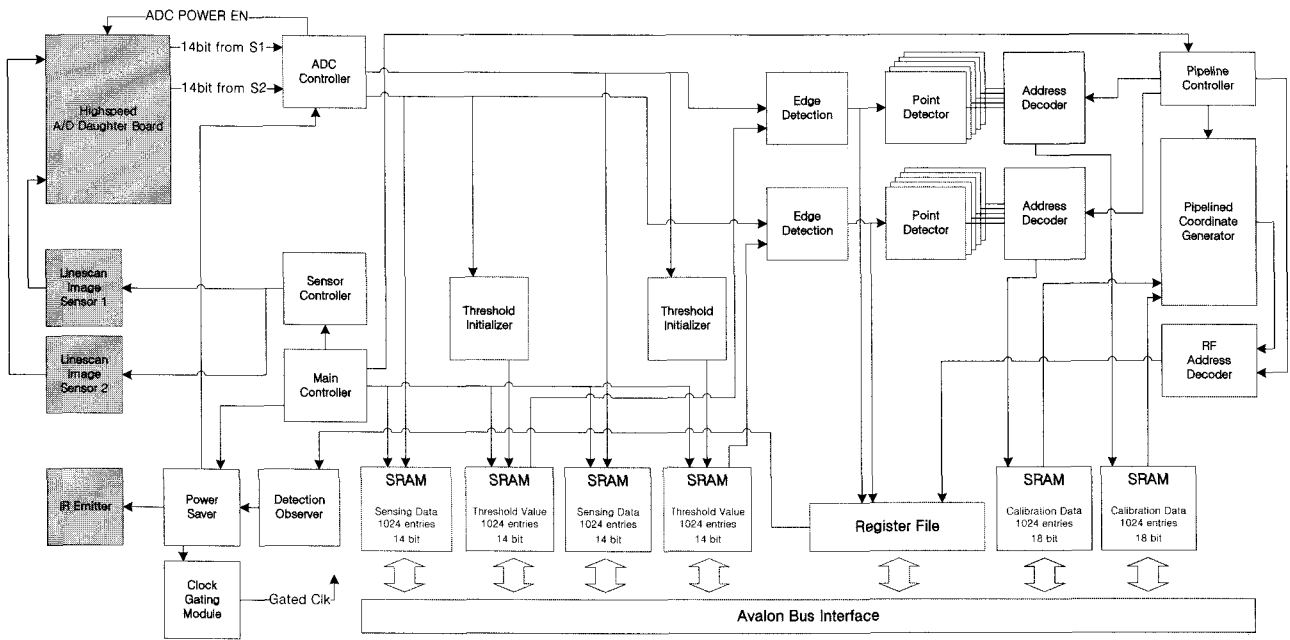 ADC POWER EN
Highspeed
A/D Daughter Board
14bit from S1
14bit from S2
ADC
Controller
Edge
Detection
Point
Detector
Address
Decoder
Pipeline
Controller
Edge
Detection
Point
Detector
Address
Decoder
Pipelined
Coordinate
Generator
Linescan
Image
Sensor 1
Sensor
Controller
Threshold
Initializer
Threshold
Initializer
Linescan
Image
Sensor 2
Main
Controller
RF
Address
Decoder
IR Emitter
Power
Saver
Detection
Observer
SRAM
Sensing Data
1024 entries
14 bit
SRAM
Threshold Value
1024 entries
14 bit
SRAM
Sensing Data
1024 entries
14 bit
SRAM
Threshold Value
1024 entries
14 bit
Register File
SRAM
Calibration Data
1024 entries
18 bit
SRAM
Calibration Data
1024 entries
18 bit
Clock
Gating
Module
Gated Clk
Avalon Bus Interface